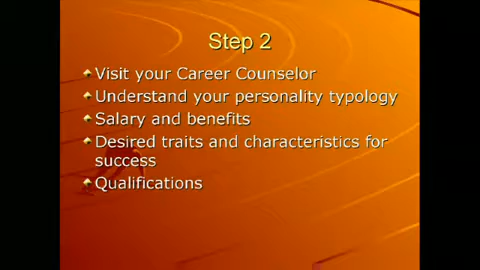 Step 2
Visit your Career Counselor
Understand your personality typology
Salary and benefits
Desired traits and characteristics for
success
Qualifications